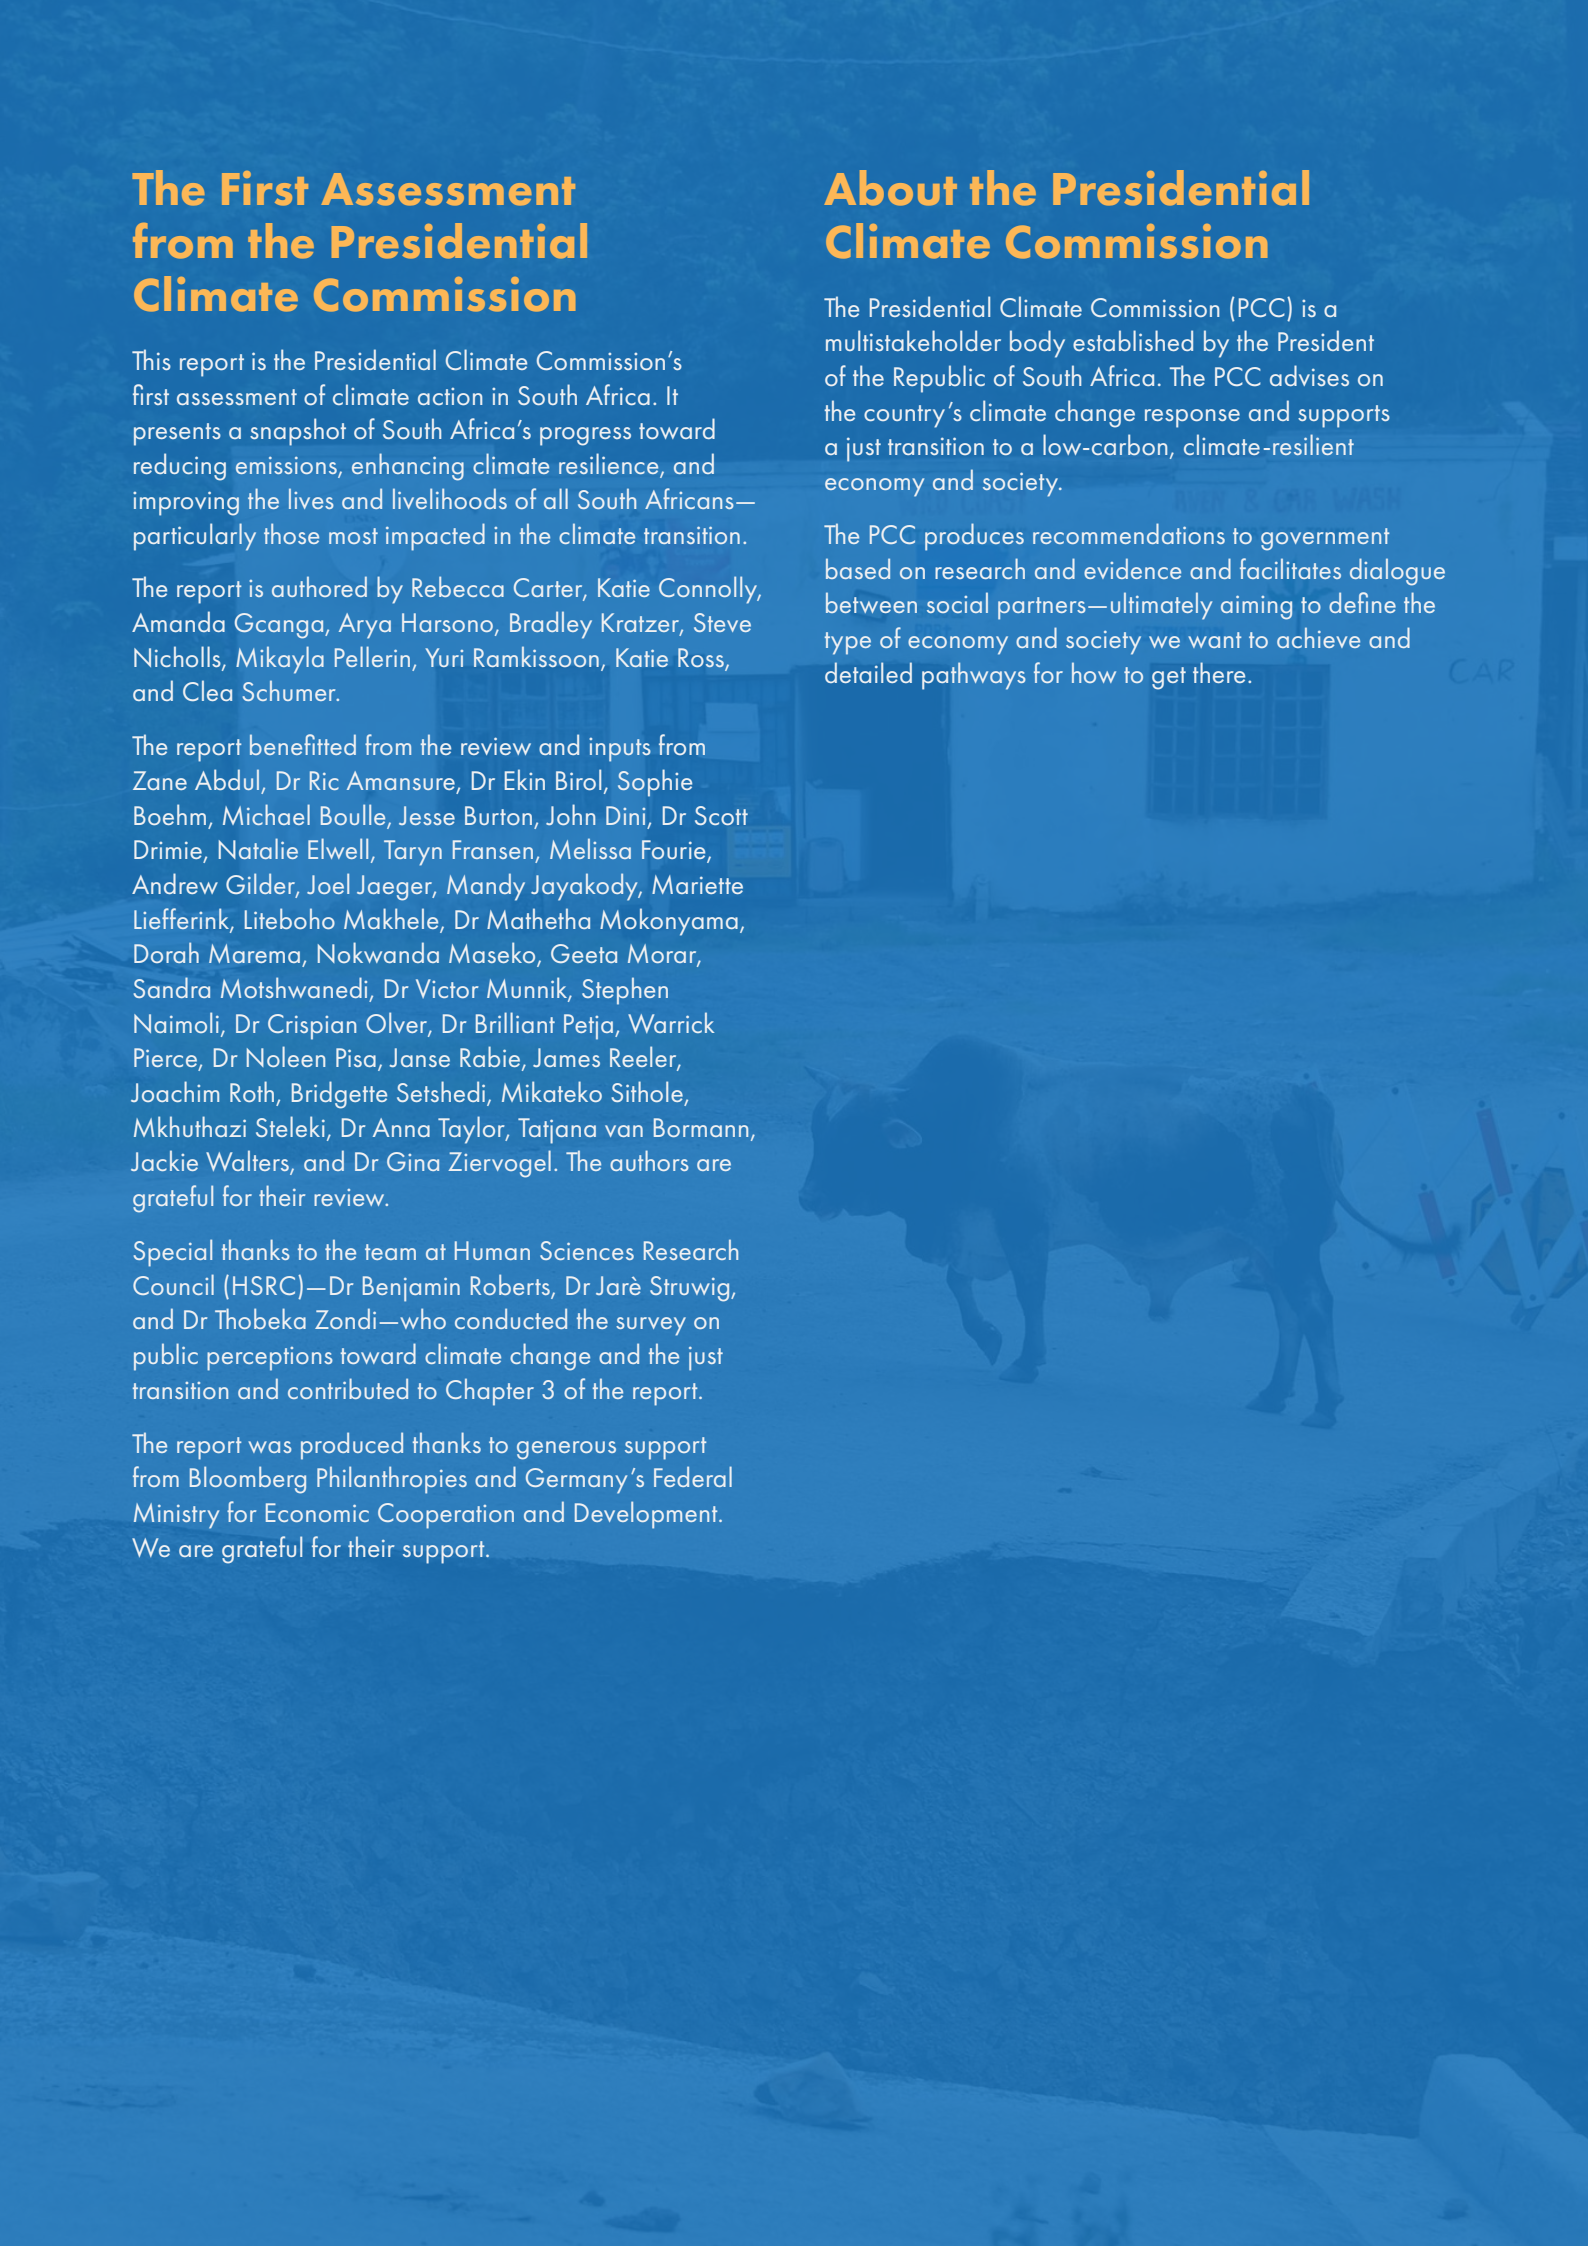 The First Assessment
from the Presidential
Climate Commission
This report is the Presidential Climate Commission’s
first assessment of climate action in South Africa. It
presents a snapshot of South Africa’s progress toward
reducing emissions, enhancing climate resilience, and
improving the lives and livelihoods of all South Africans—
particularly those most impacted in the climate transition.
The report is authored by Rebecca Carter, Katie Connolly,
Amanda Gcanga, Arya Harsono, Bradley Kratzer, Steve
Nicholls, Mikayla Pellerin, Yuri Ramkissoon, Katie Ross,
and Clea Schumer.
The report benefitted from the review and inputs from
Zane Abdul, Dr Ric Amansure, Dr Ekin Birol, Sophie
Boehm, Michael Boulle, Jesse Burton, John Dini, Dr Scott
Drimie, Natalie Elwell, Taryn Fransen, Melissa Fourie,
Andrew Gilder, Joel Jaeger, Mandy Jayakody, Mariette
Liefferink, Liteboho Makhele, Dr Mathetha Mokonyama,
Dorah Marema, Nokwanda Maseko, Geeta Morar,
Sandra Motshwanedi, Dr Victor Munnik, Stephen
Naimoli, Dr Crispian Olver, Dr Brilliant Petja, Warrick
Pierce, Dr Noleen Pisa, Janse Rabie, James Reeler,
Joachim Roth, Bridgette Setshedi, Mikateko Sithole,
Mkhuthazi Steleki, Dr Anna Taylor, Tatjana van Bormann,
Jackie Walters, and Dr Gina Ziervogel. The authors are
grateful for their review.
Special thanks to the team at Human Sciences Research
Council (HSRC)—Dr Benjamin Roberts, Dr Jarè Struwig,
and Dr Thobeka Zondi—who conducted the survey on
public perceptions toward climate change and the just
transition and contributed to Chapter 3 of the report.
The report was produced thanks to generous support
from Bloomberg Philanthropies and Germany’s Federal
Ministry for Economic Cooperation and Development.
We are grateful for their support.
About the Presidential
Climate Commission
The Presidential Climate Commission (PCC) is a
multistakeholder body established by the President
of the Republic of South Africa. The PCC advises on
the country’s climate change response and supports
a just transition to a low-carbon, climate-resilient
economy and society.
The PCC produces recommendations to government
based on research and evidence and facilitates dialogue
between social partners—ultimately aiming to define the
type of economy and society we want to achieve and
detailed pathways for how to get there.
& CAR WASH
CAR